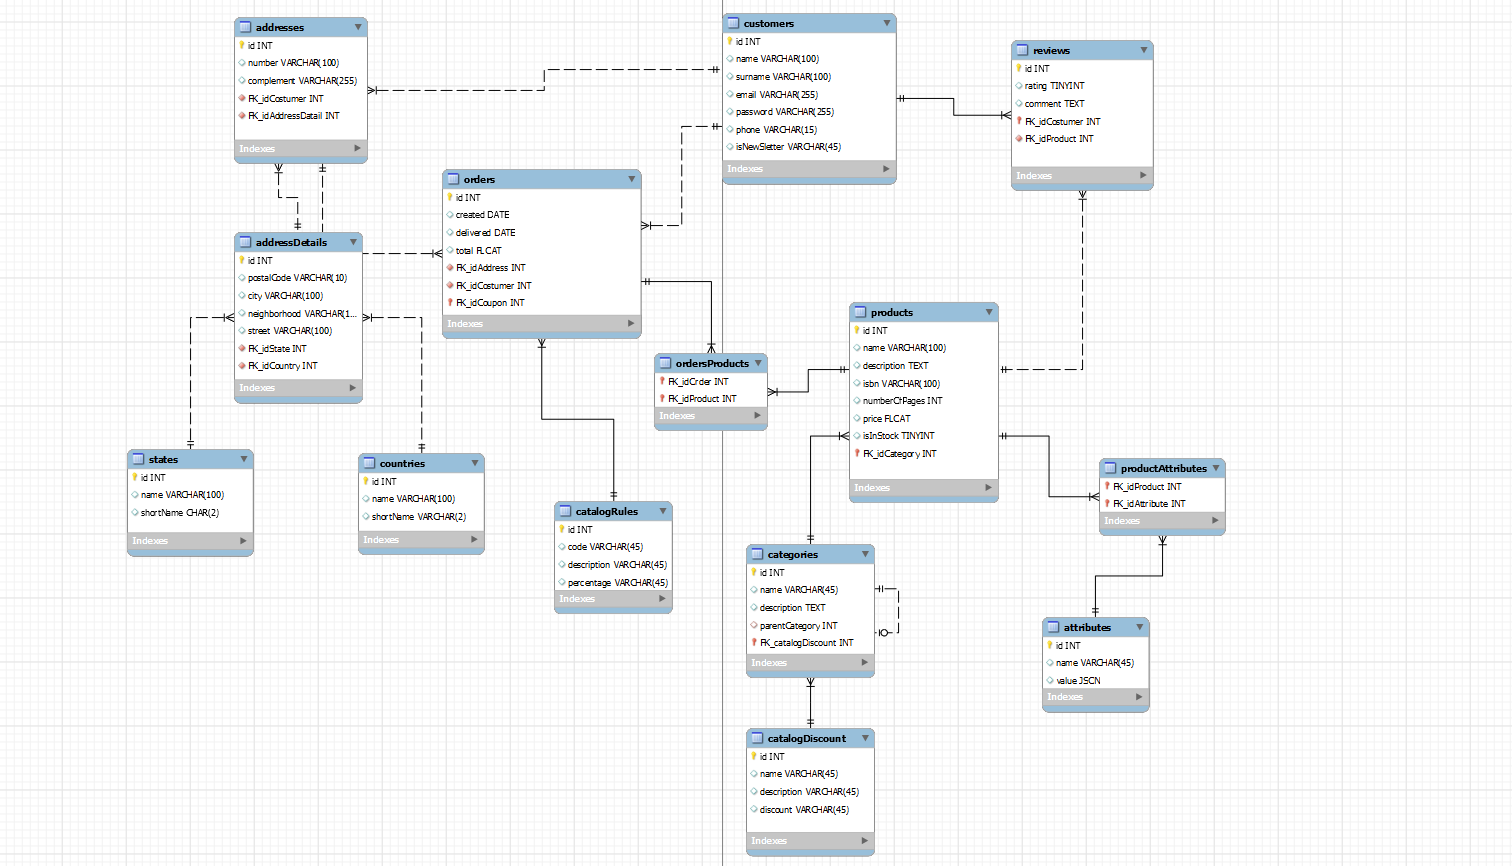 addresses
id INT
number VARCHAR(100)
complement VARCHAR(255)
FK_idCostumer INT
FK_idAddressDatail INT
Indexes
customers
id INT
name VARCHAR(100)
surname VARCHAR(100)
email VARCHAR(255)
password VARCHAR(255)
phone VARCHAR(15)
isNewSletter VARCHAR(45)
Indexes
reviews
id INT
rating TINYINT
comment TEXT
FK_idCostumer INT
FK_idProduct INT
Indexes
orders
id INT
created DATE
delivered DATE
total FLOAT
FK_idAddress INT
FK_idCostumer INT
FK_idCoupon INT
Indexes
addressDetails
id INT
postalCode VARCHAR(10)
city VARCHAR(100)
neighborhood VARCHAR(1...
street VARCHAR(100)
FK_idState INT
FK_idCountry INT
Indexes
products
id INT
name VARCHAR(100)
description TEXT
isbn VARCHAR(100)
numberOfPages INT
price FLOAT
isInStock TINYINT
FK_idCategory INT
Indexes
ordersProducts
FK_idOrder INT
FK_idProduct INT
Indexes
states
id INT
name VARCHAR(100)
shortName CHAR(2)
Indexes
countries
id INT
name VARCHAR(100)
shortName VARCHAR(2)
Indexes
productAttributes
FK_idProduct INT
FK_idAttribute INT
Indexes
catalogRules
id INT
code VARCHAR(45)
description VARCHAR(45)
percentage VARCHAR(45)
Indexes
categories
id INT
name VARCHAR(45)
description TEXT
parentCategory INT
FK_catalogDiscount INT
Indexes
attributes
id INT
name VARCHAR(45)
value JSON
Indexes
catalogDiscount
id INT
name VARCHAR(45)
description VARCHAR(45)
discount VARCHAR(45)
Indexes